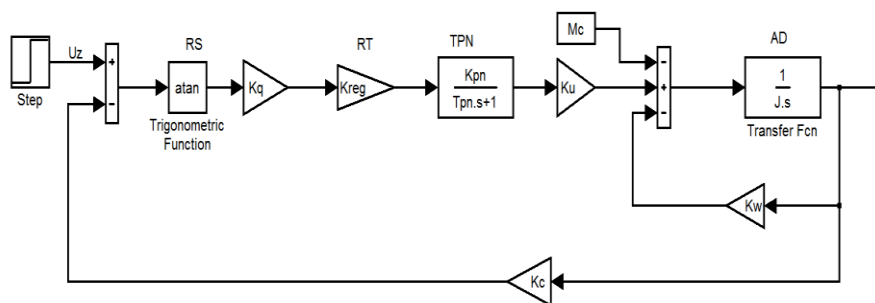 RS
RT
TPN
Mc
AD
Uz
+
-
atan
Kq
Kreg
Kpn
Tpn.s+1
Ku
-
+
-
1
J.s
Step
Trigonometric
Function
Transfer Fcn
Kw
Kc